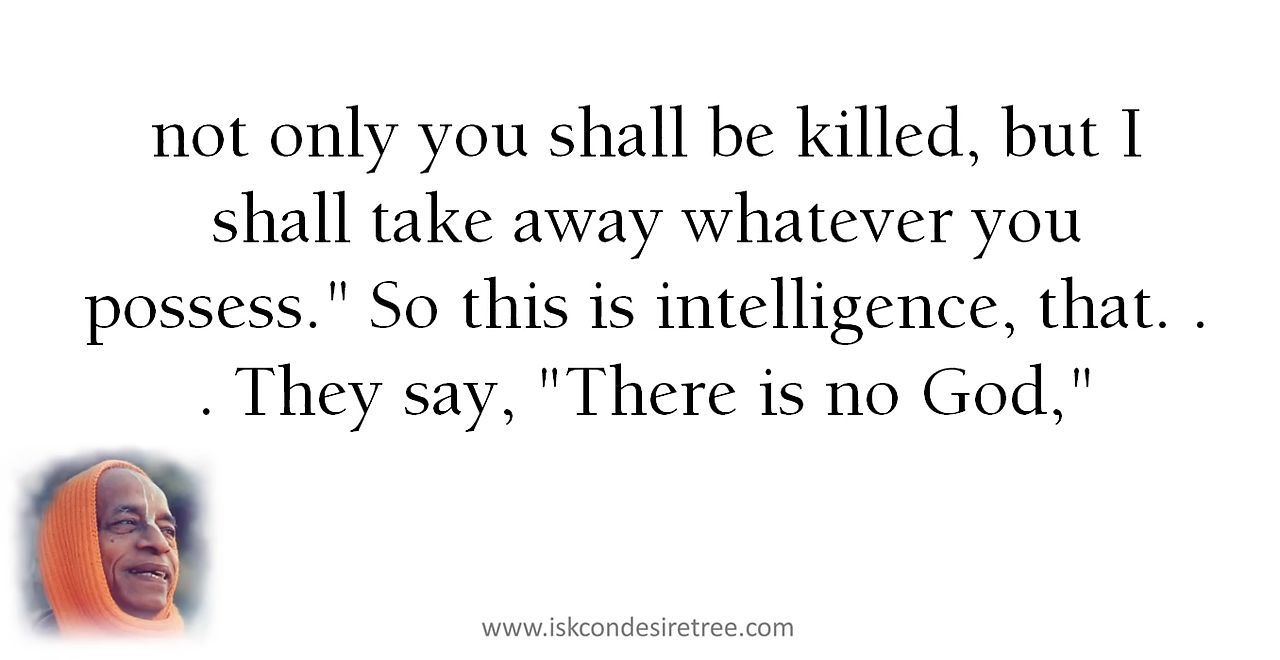 not only you shall be killed, but I
shall take away whatever you
possess." So this is intelligence, that. .
. They say, "There is no God,"
www.iskcondesiretree.com